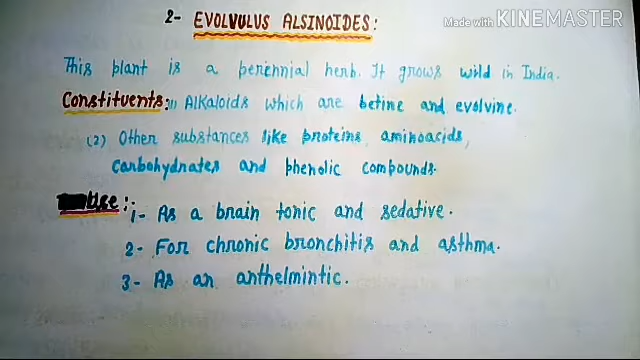 Made with KINEMASTER
2- EVOLVULUS ALSINOIDES:
This plant is a perennial herb. It grows wild in India.
Constituents:(1) Alkaloids which are betine and evolvine.
(2) Other substances like proteins, aminoacids,
carbohydrates and phenolic compounds.
Use:
1- As a brain tonic and sedative.
2- For chronic bronchitis and asthma.
3- As an anthelmintic.